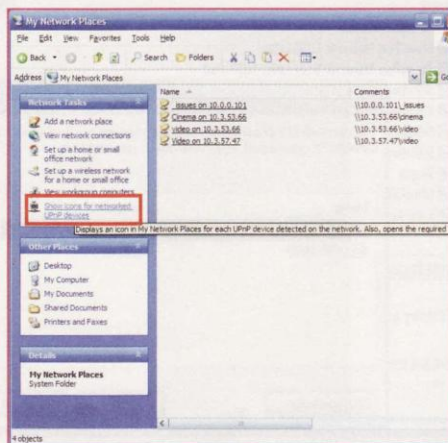 My Network Places
File Edit View Favorites Tools Help
Back Search Folders
Address My Network Places Go
Network Tasks
Add a network place
View network connections
Set up a home or small
office network
Set up a wireless network
for a home or small office
View workgroup computers
Show icons for networked
UPnP devices
Other Places
Desktop
My Computer
My Documents
Shared Documents
Printers and Faxes
Details
My Network Places
System Folder
Name Comments
_issues on 10.0.0.101 \\10.0.0.101\_issues
Cinema on 10.3.53.66 \\10.3.53.66\cinema
video on 10.3.53.66 \\10.3.53.66\video
Video on 10.3.57.47 \\10.3.57.47\video
Displays an icon in My Network Places for each UPnP device detected on the network. Also, opens the required
4 objects